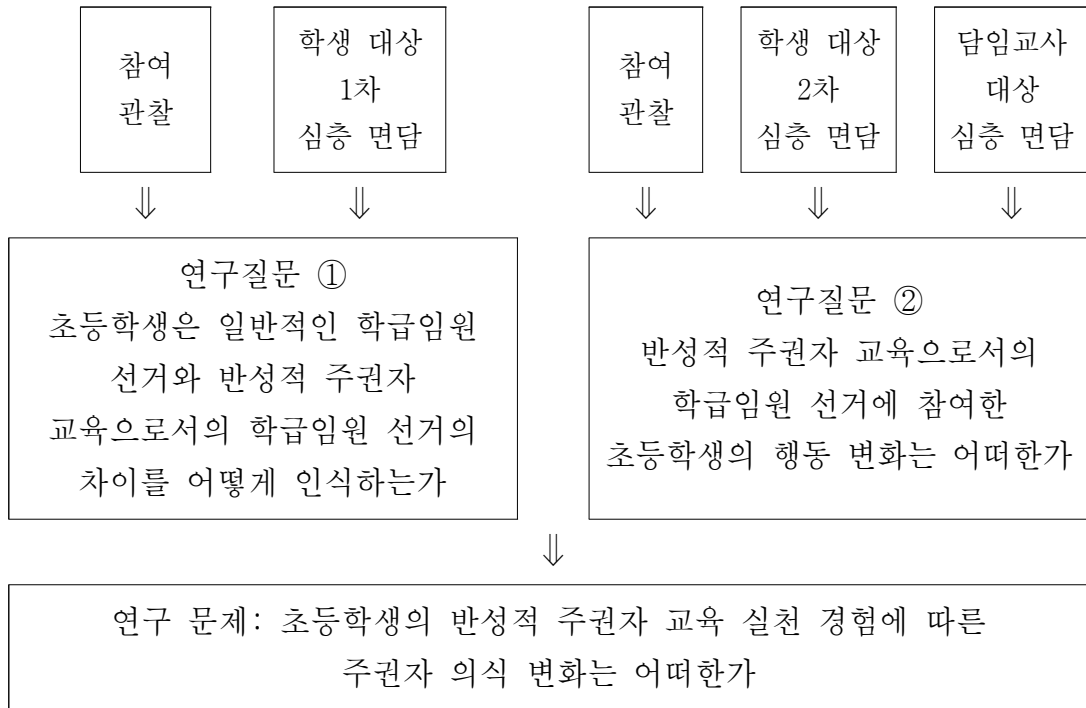 참여
관찰
학생 대상
1차
심층 면담
참여
관찰
학생 대상
2차
심층 면담
담임교사
대상
심층 면담
⇓ ⇓ ⇓ ⇓ ⇓
연구질문 ①
초등학생은 일반적인 학급임원
선거와 반성적 주권자
교육으로서의 학급임원 선거의
차이를 어떻게 인식하는가
연구질문 ②
반성적 주권자 교육으로서의
학급임원 선거에 참여한
초등학생의 행동 변화는 어떠한가
⇓
연구 문제: 초등학생의 반성적 주권자 교육 실천 경험에 따른
주권자 의식 변화는 어떠한가